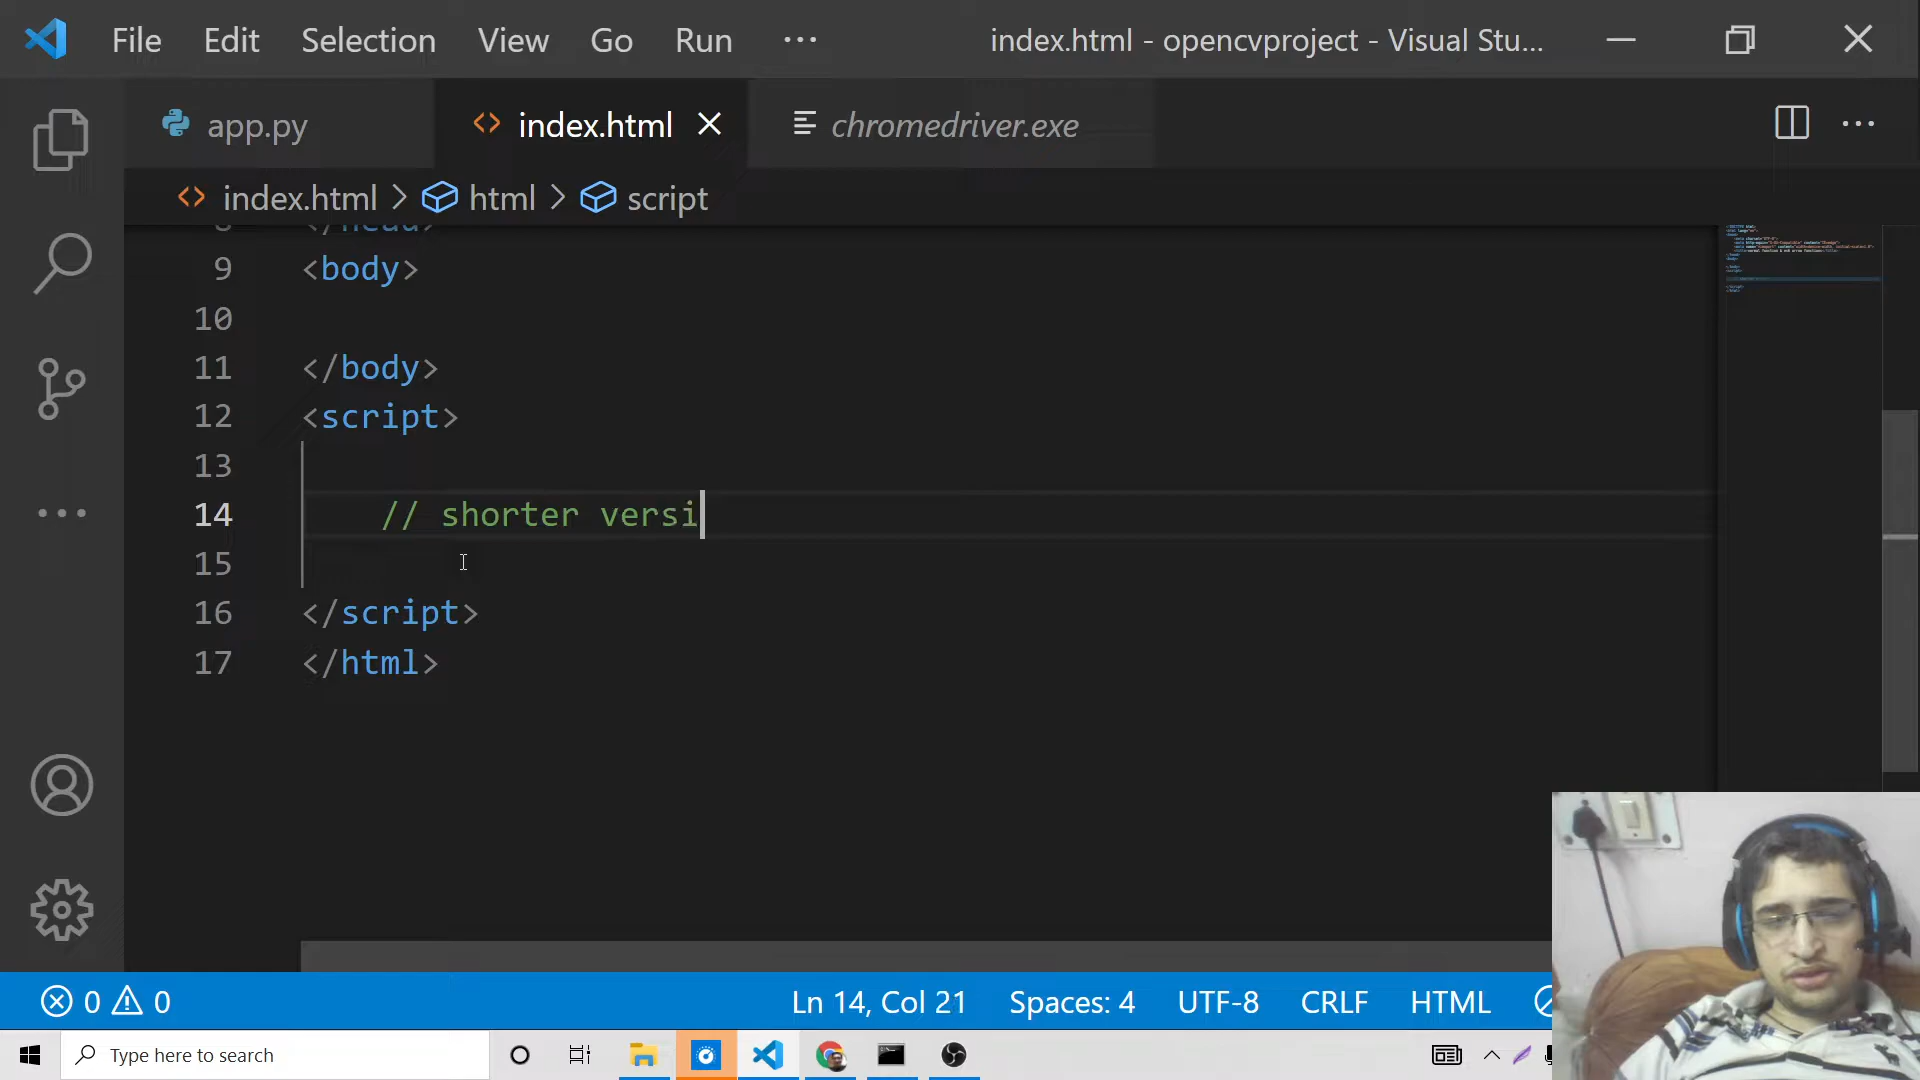 File Edit Selection View Go Run ··· index.html - opencvproject - Visual Stu...
app.py index.html chromedriver.exe
index.html > html > script
8 </head>
9 <body>
10
11 </body>
12 <script>
13
14 // shorter versi
15
16 </script>
17 </html>
0 0 Ln 14, Col 21 Spaces: 4 UTF-8 CRLF HTML
Type here to search